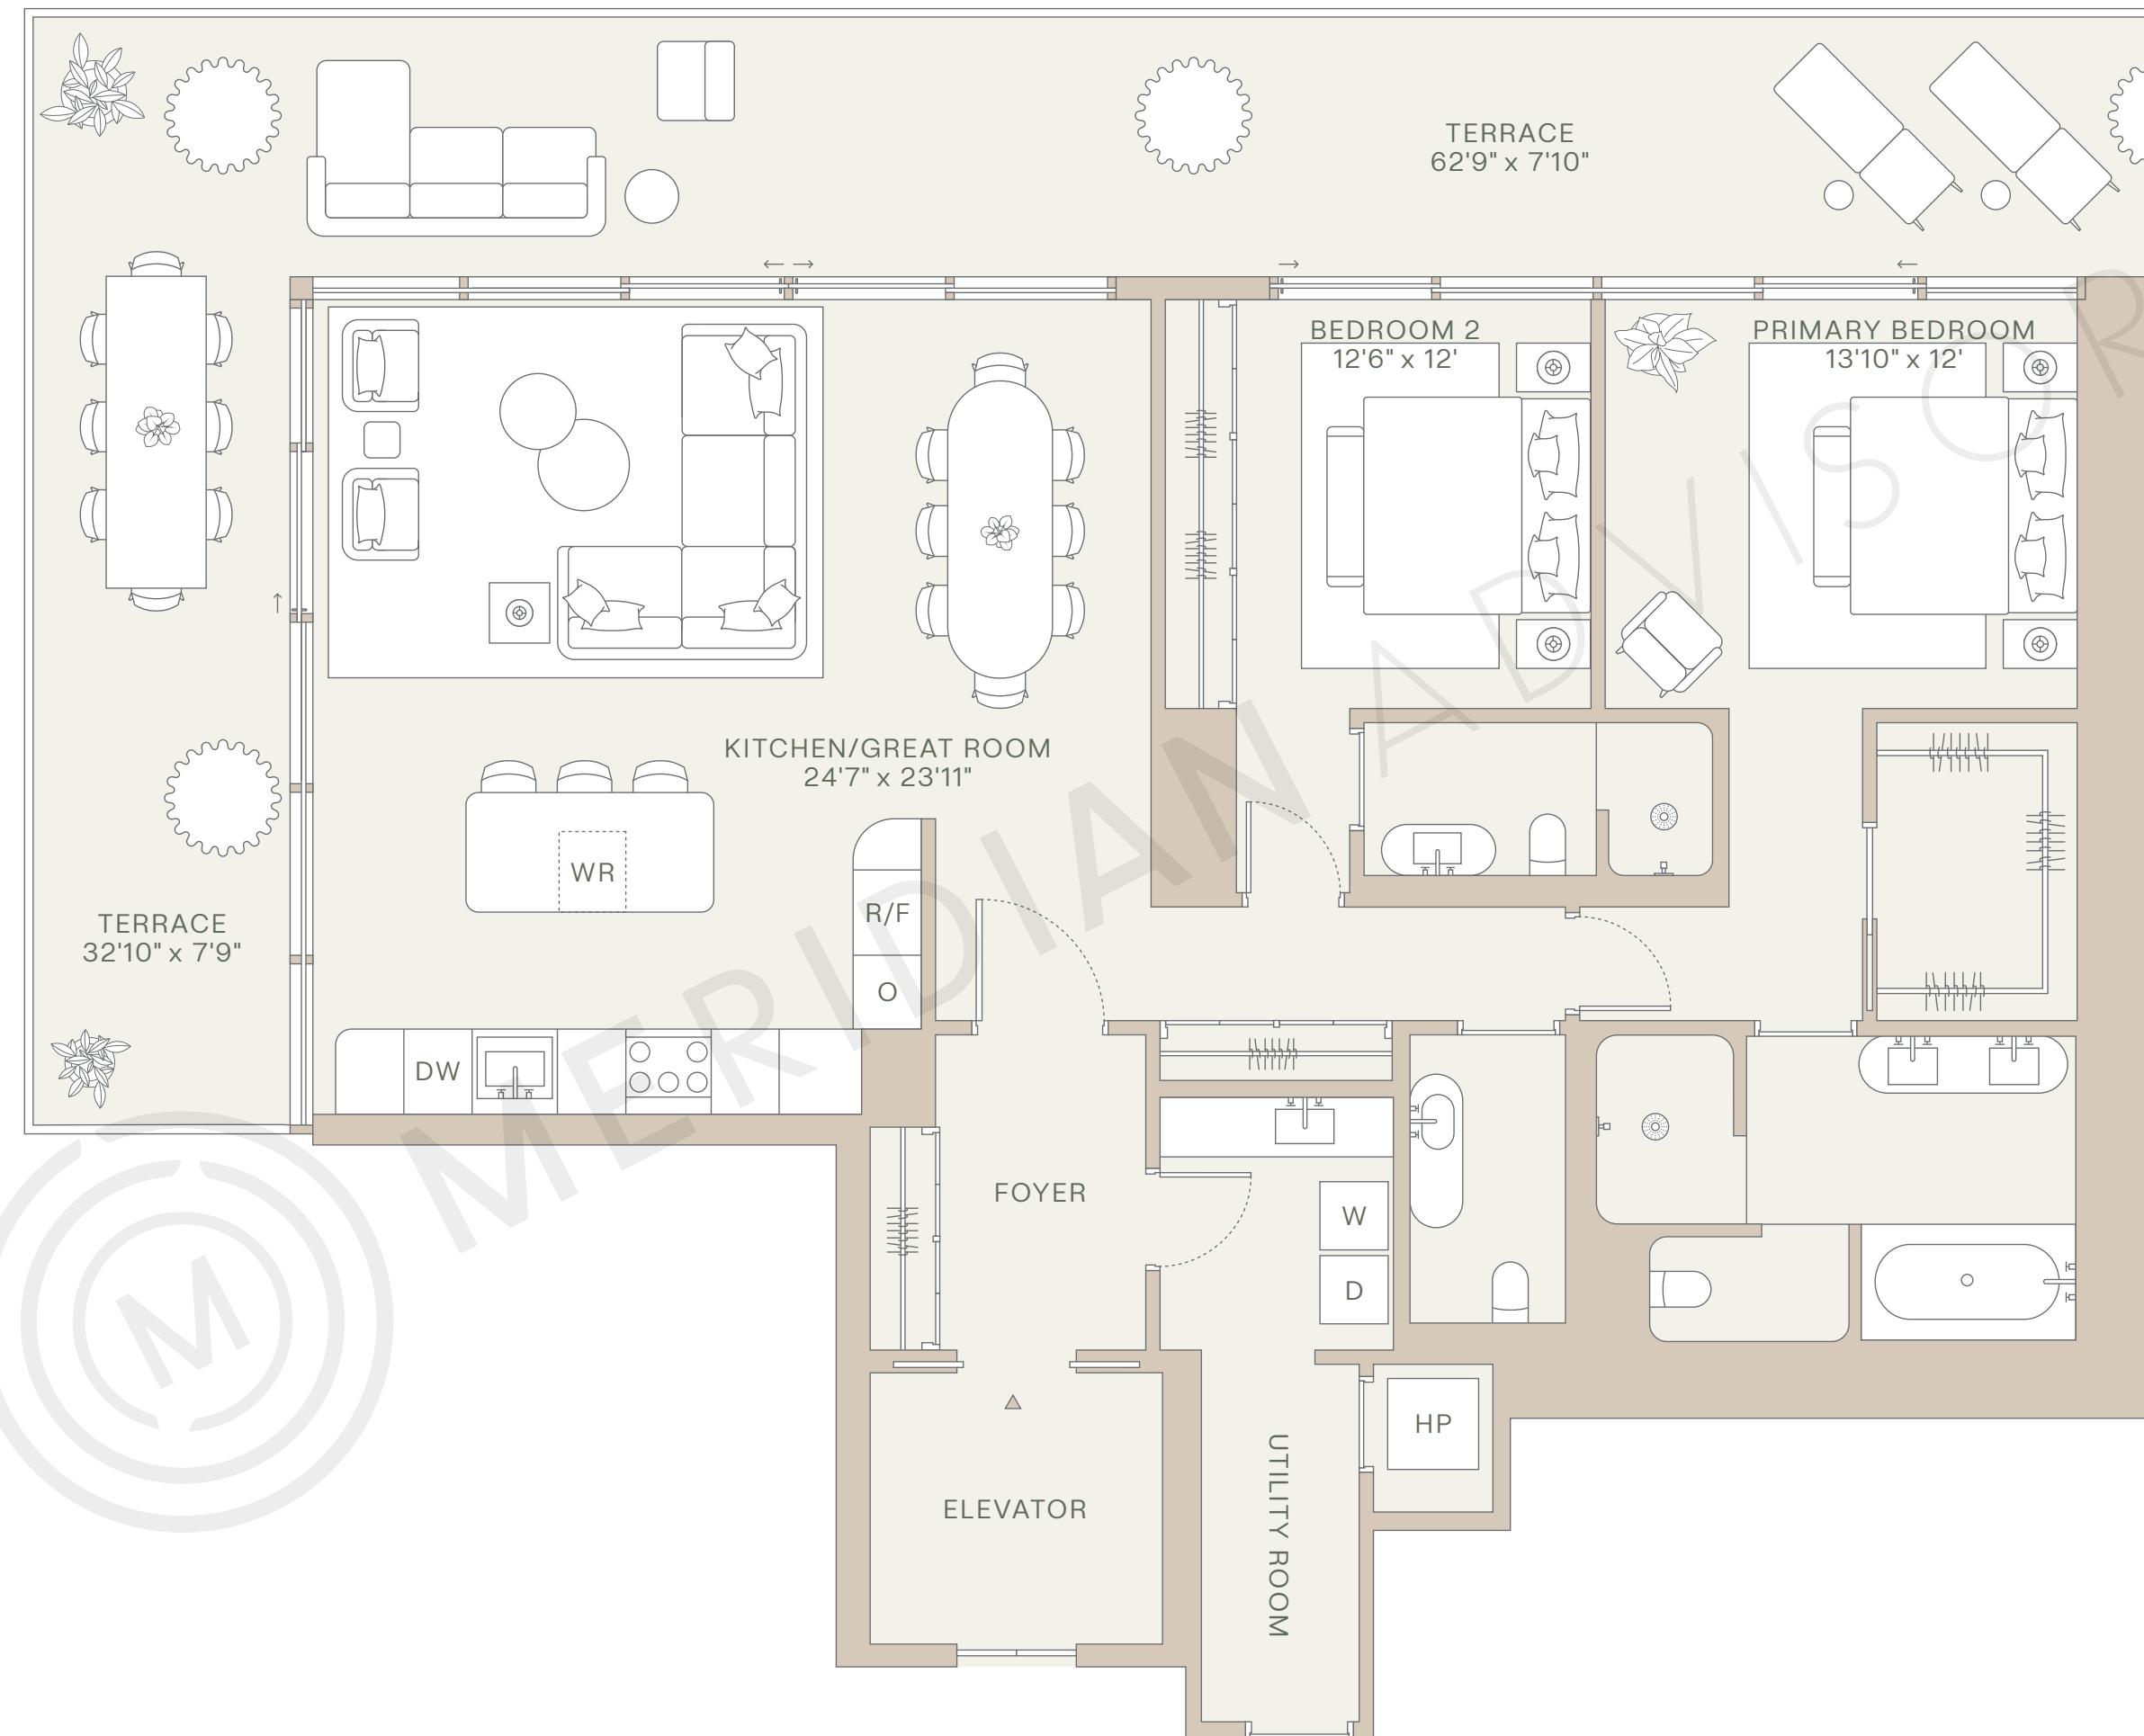 TERRACE
62'9" x 7'10"
BEDROOM 2
12'6" x 12'
PRIMARY BEDROOM
13'10" x 12'
KITCHEN/GREAT ROOM
24'7" x 23'11"
WR
R/F
O
DW
TERRACE
32'10" x 7'9"
FOYER
W
D
HP
ELEVATOR
UTILITY ROOM
M MERIDIAN ADVISOR